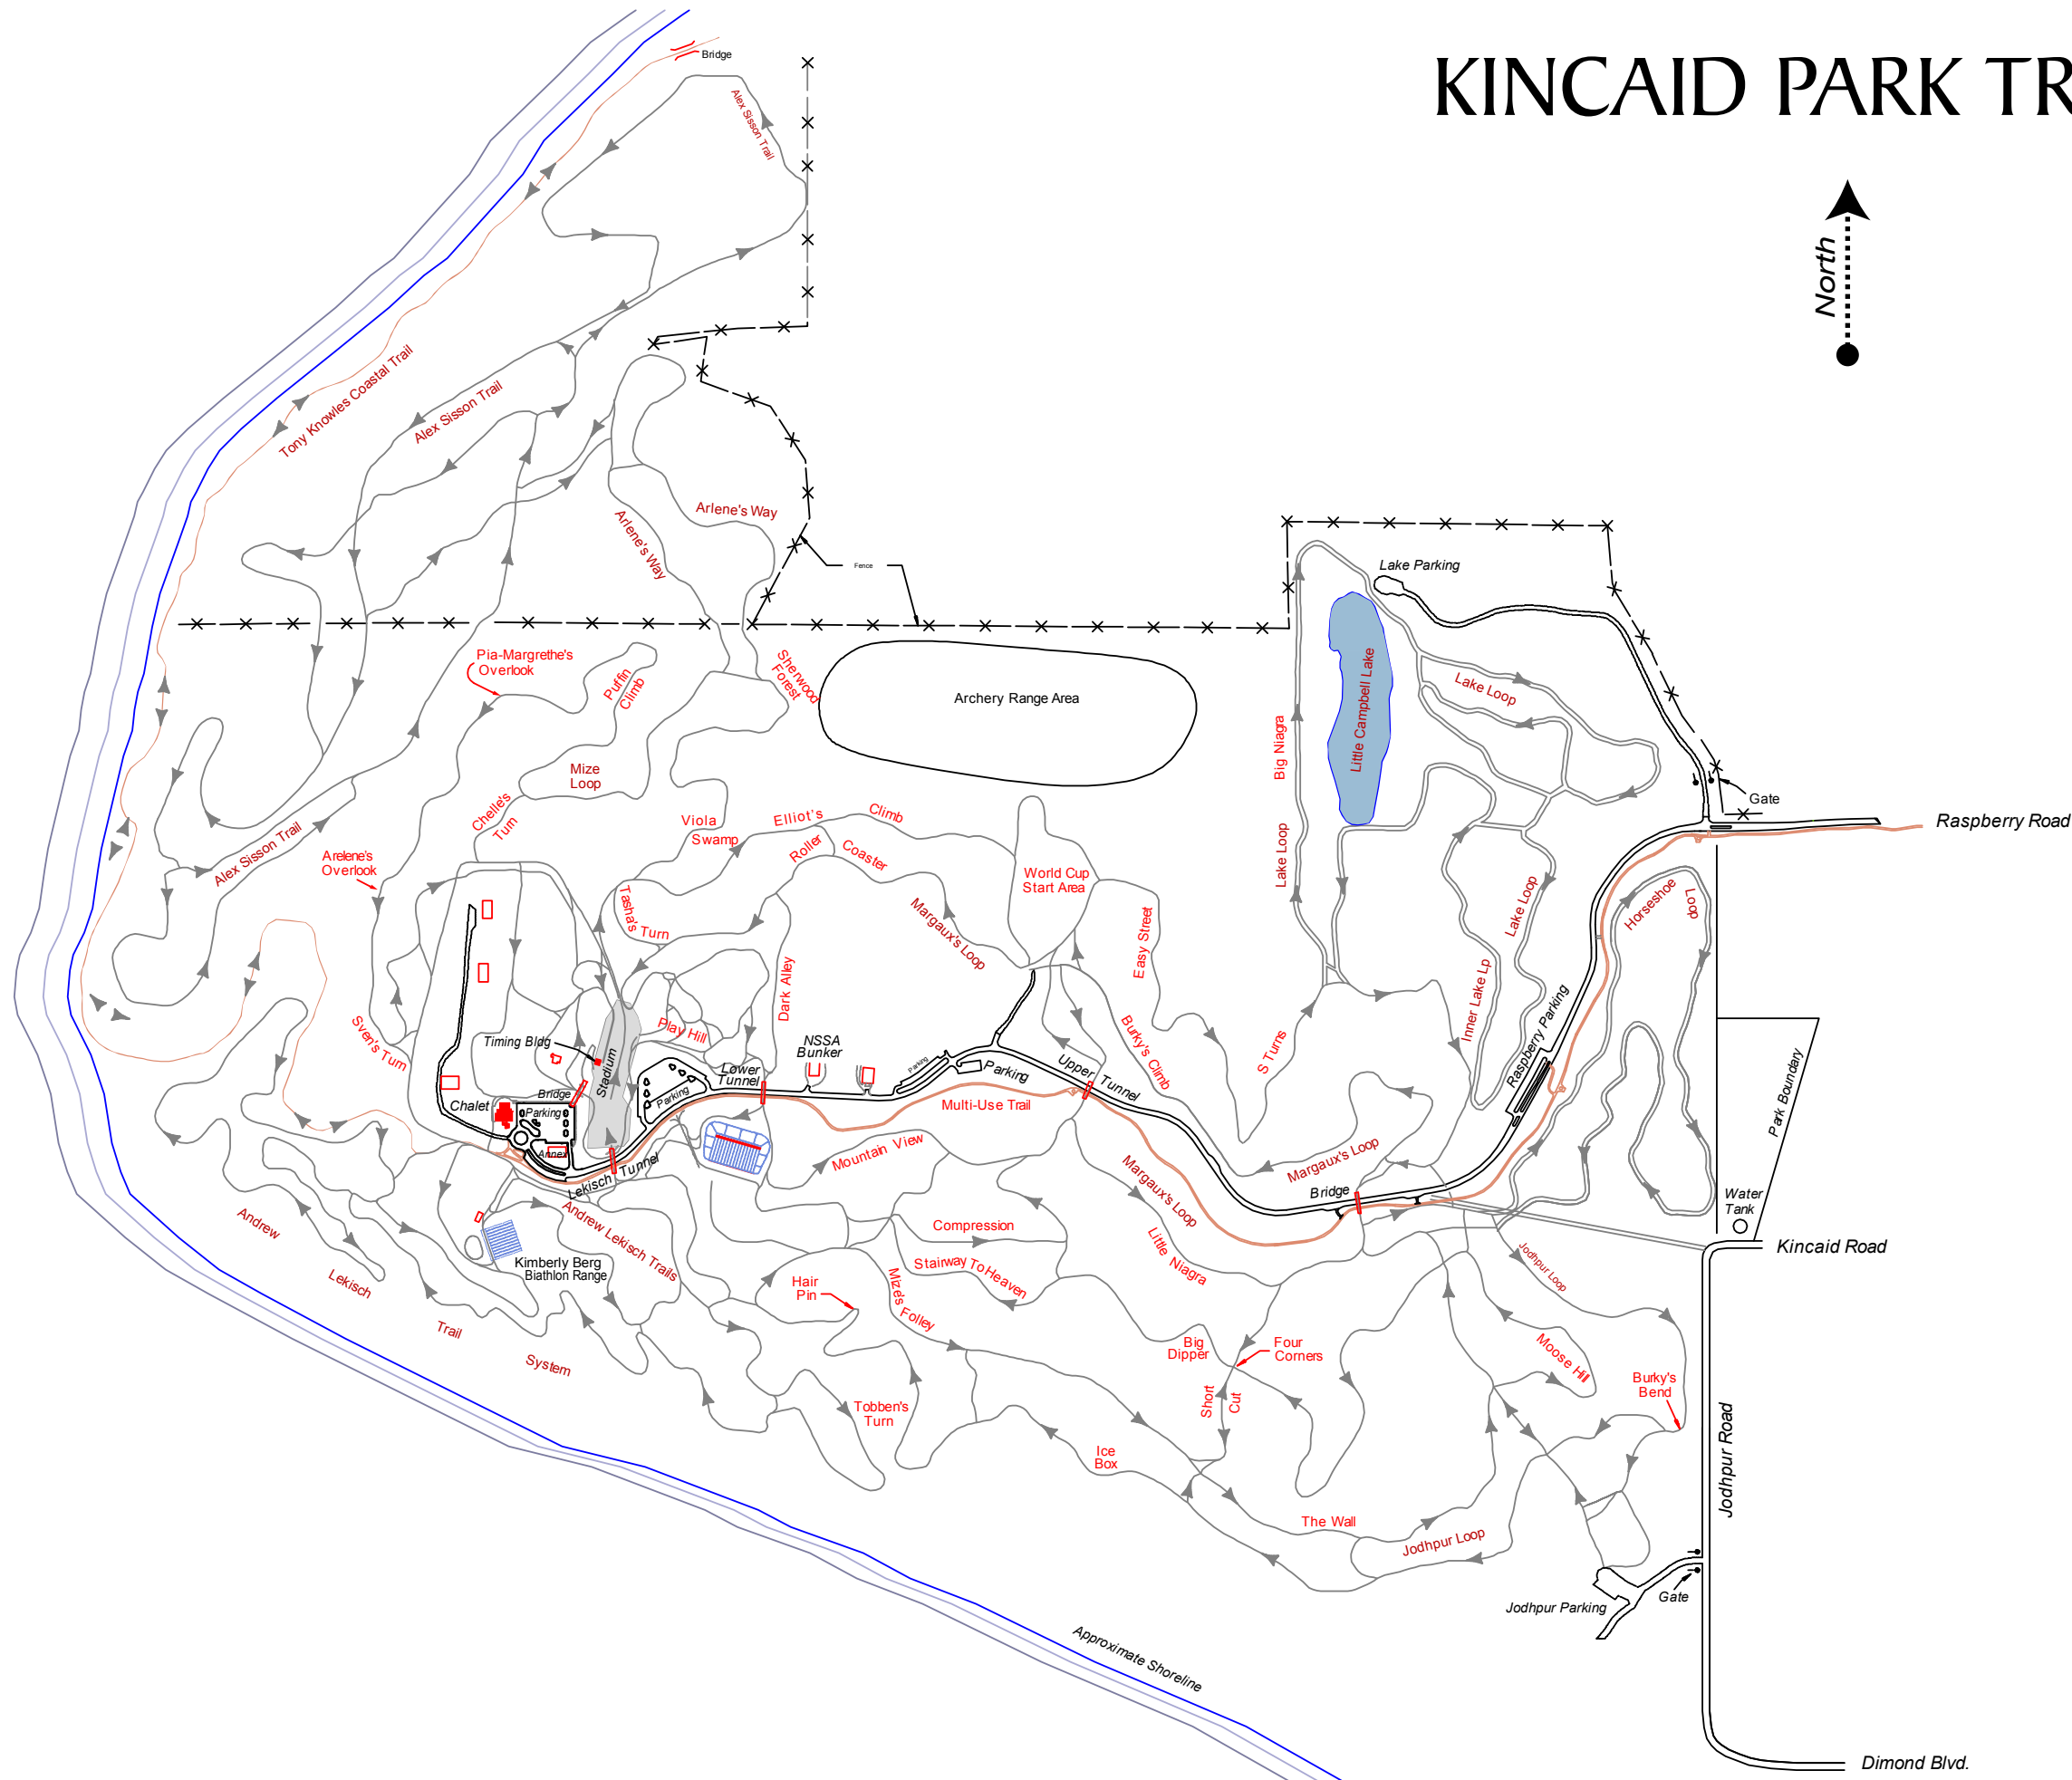 KINCAID PARK TR
Bridge
Alex Sisson Trail
North
Tony Knowles Coastal Trail
Alex Sisson Trail
Arlene's Way
Arlene's Way
Fence
Lake Parking
Pia-Margrethe's
Overlook
Puffin
Climb
Sherwood
Forest
Archery Range Area
Little Campbell Lake
Lake Loop
Big Niagra
Mize
Loop
Chelle's
Turn
Viola
Swamp
Elliot's
Climb
Roller
Coaster
Gate
Raspberry Road
Alex Sisson Trail
Arelene's
Overlook
Tasha's
Turn
World Cup
Start Area
Lake Loop
Lake Loop
Horseshoe
Loop
Margaux's Loop
Easy Street
Dark Alley
Inner Lake Lp
Raspberry Parking
Sven's Turn
Timing Bldg
Stadium
Play Hill
NSSA
Bunker
Lower
Tunnel
Parking
Parking
Upper
Tunnel
Burky's Climb
S Turns
Park Boundary
Chalet
Bridge
Parking
Parking
Annex
Multi-Use Trail
Lekisch
Tunnel
Mountain View
Margaux's Loop
Margaux's Loop
Bridge
Water
Tank
Kincaid Road
Andrew
Lekisch
Trail
System
Andrew Lekisch Trails
Kimberly Berg
Biathlon Range
Compression
Stairway To Heaven
Little
Niagra
Jodhpur Loop
Hair
Pin
Mize's
Folley
Big
Dipper
Four
Corners
Moose Hill
Burky's
Bend
Short
Cut
Tobben's
Turn
Ice
Box
Jodhpur Road
The Wall
Jodhpur Loop
Gate
Jodhpur Parking
Approximate Shoreline
Dimond Blvd.